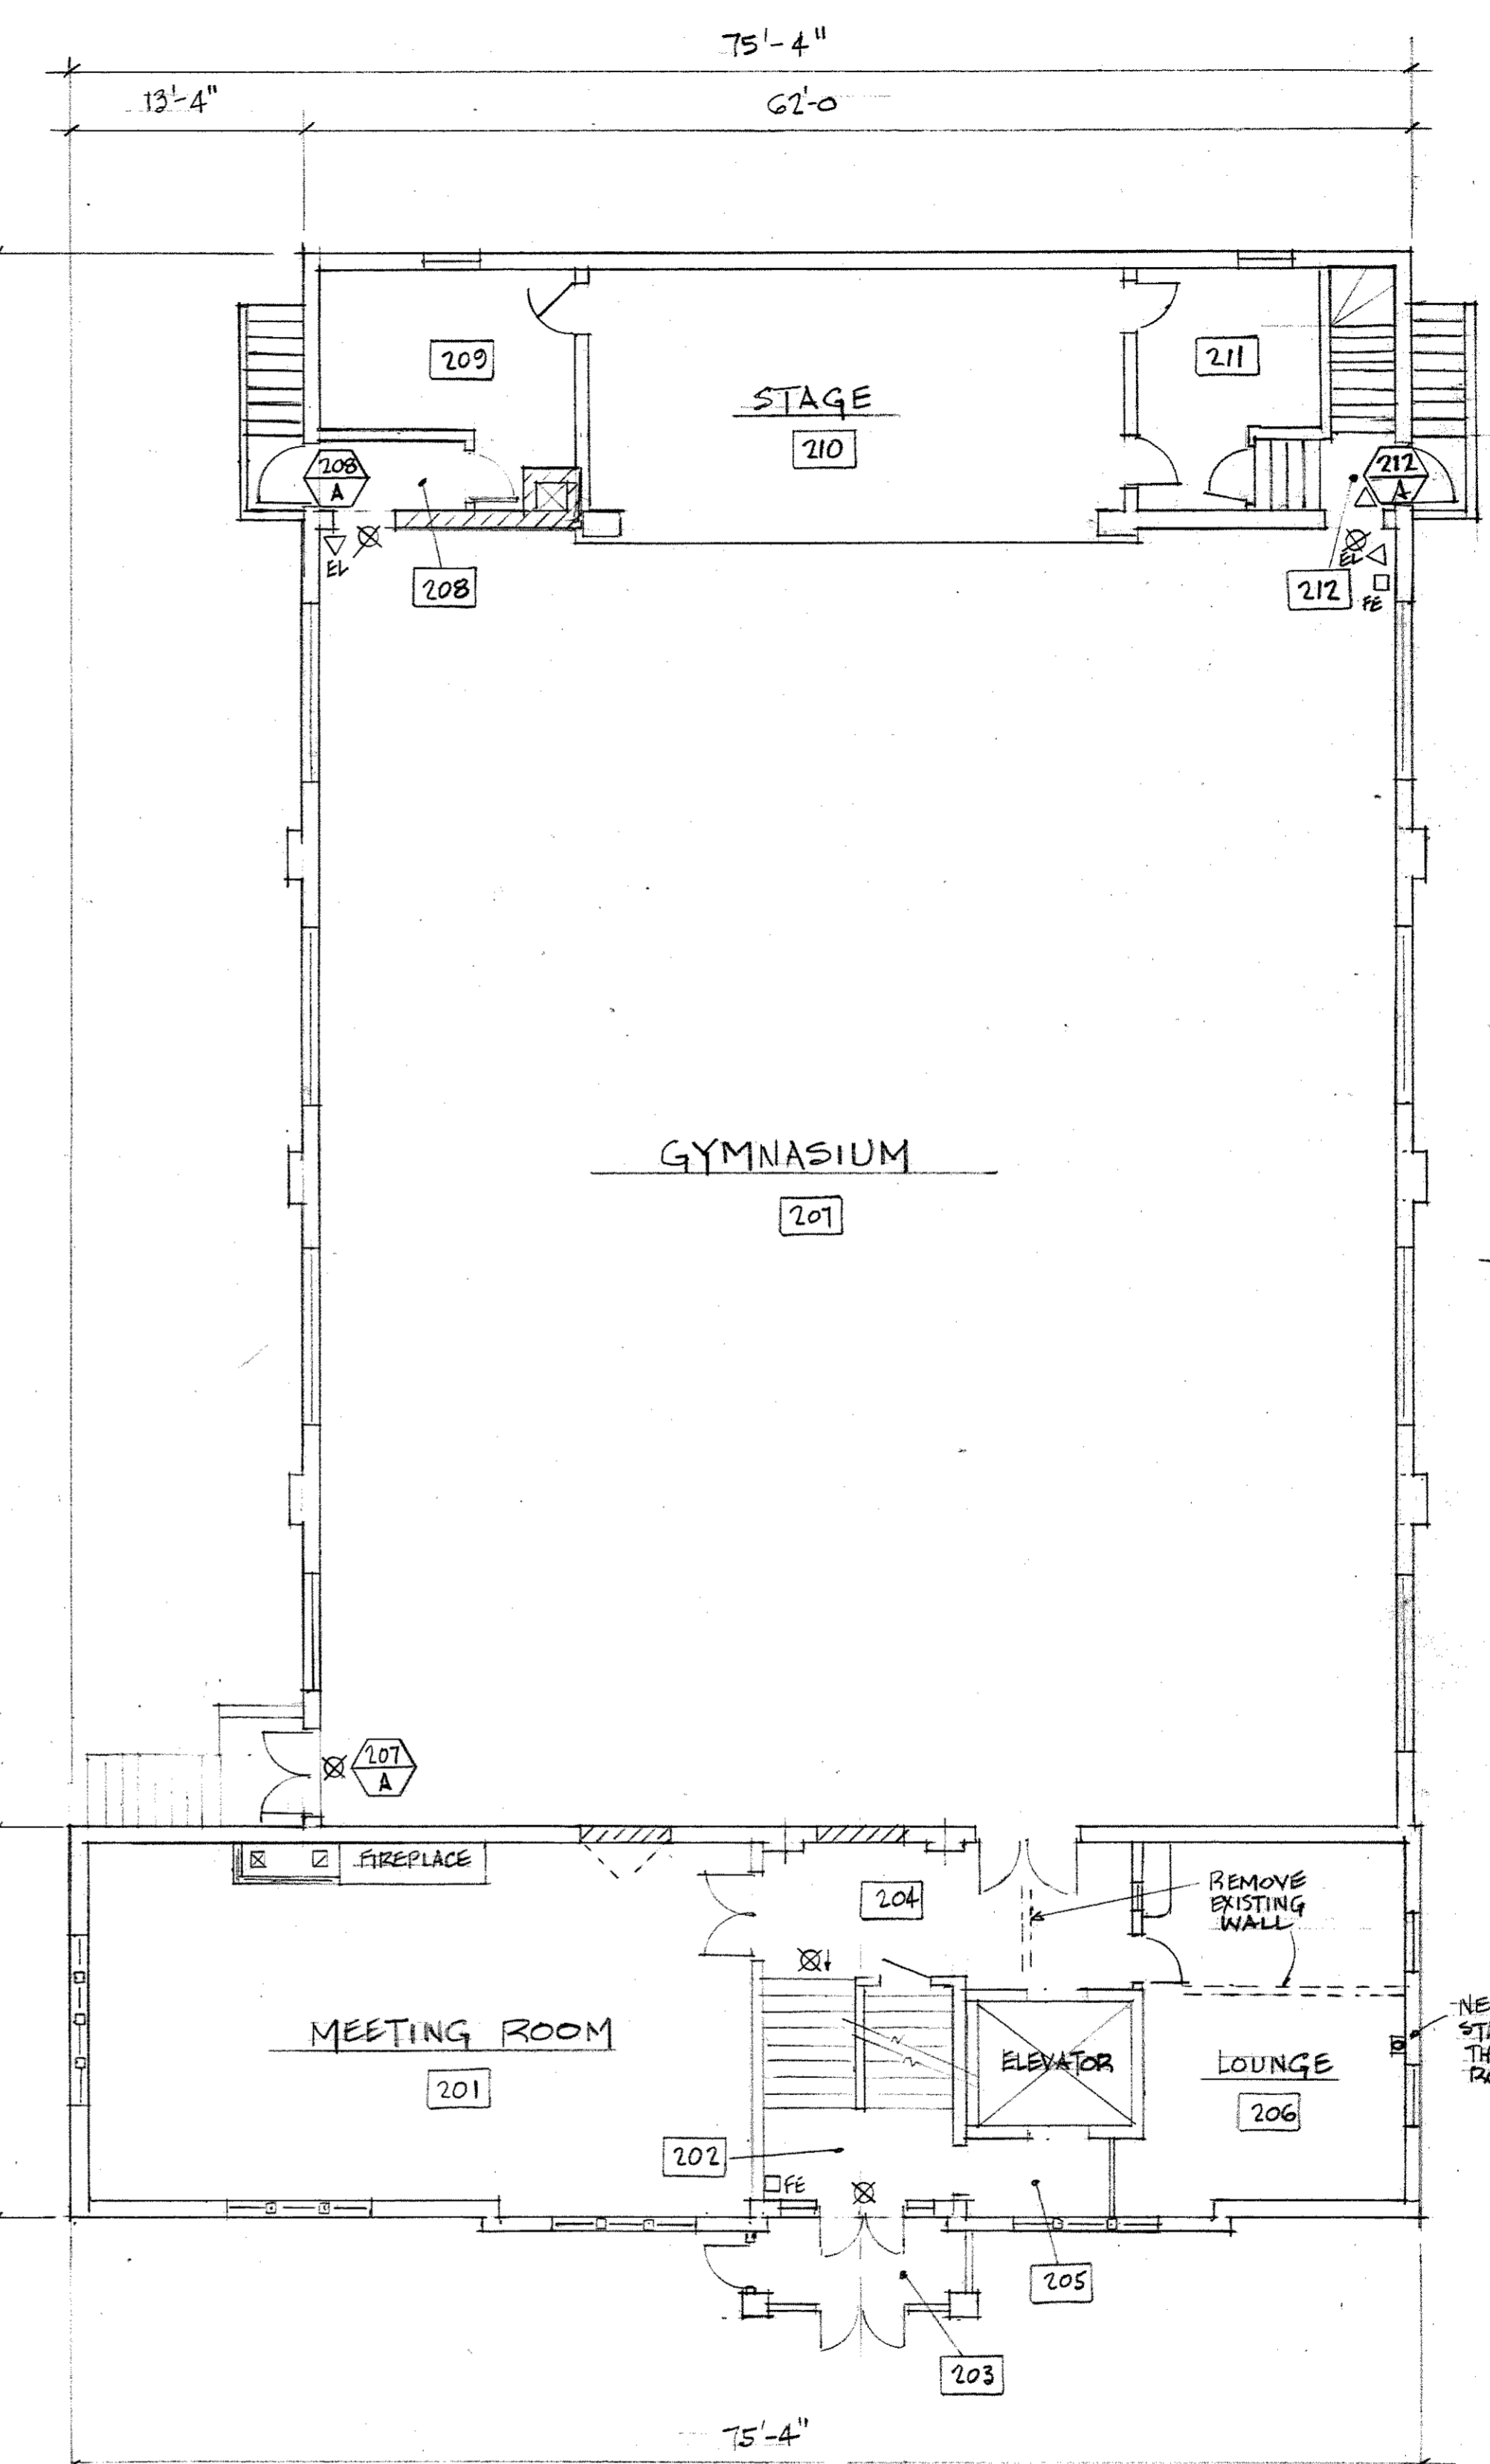 75'-4"
13'-4"
62'-0
209
STAGE
210
211
208
A
212
A
EL
208
EL
212
FE
GYMNASIUM
207
207
A
FIREPLACE
204
REMOVE
EXISTING
WALL
MEETING ROOM
201
ELEVATOR
LOUNGE
206
202
FE
205
203
75'-4"